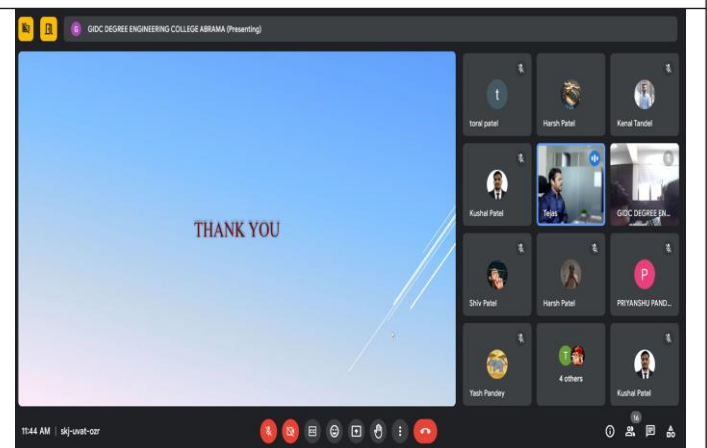 G
GIDC DEGREE ENGINEERING COLLEGE ABRAMA (Presenting)
THANK YOU
t
toral patel
Harsh Patel
Kenal Tandel
Kushal Patel
Tejas
GIDC DEGREE EN...
Shiv Patel
Harsh Patel
P
PRIYANSHU PAND...
Yash Pandey
T
4 others
Kushal Patel
11:44 AM | skj-uvat-ozr
16